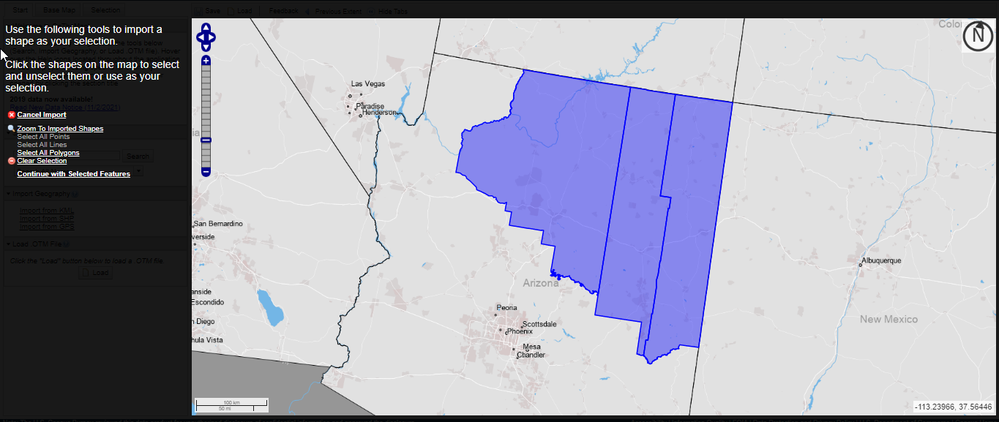 Start Base Map Selection Save Load Feedback Previous Extent Hide Tabs
Use the following tools to import a
shape as your selection.
Click the shapes on the map to select
and unselect them or use as your
selection.
2019 data now available!
Read New Data Notice (11/2/2021)
Cancel Import
Zoom To Imported Shapes
Select All Points
Select All Lines
Select All Polygons
Search
Clear Selection
Continue with Selected Features
Import Geography
Import from KML
Import from SHP
Import from GPS
Load .OTM File
Click the "Load" button below to load a .OTM file.
Load
Colo
N
Las Vegas
Paradise
Henderson
ia
San Bernardino
verside
Albuquerque
Arizona
anside
Escondido
Peoria
n Diego
Scottsdale
Phoenix
New Mexico
hula Vista
Mesa
Chandler
100 km
50 mi
-113.23966, 37.56446